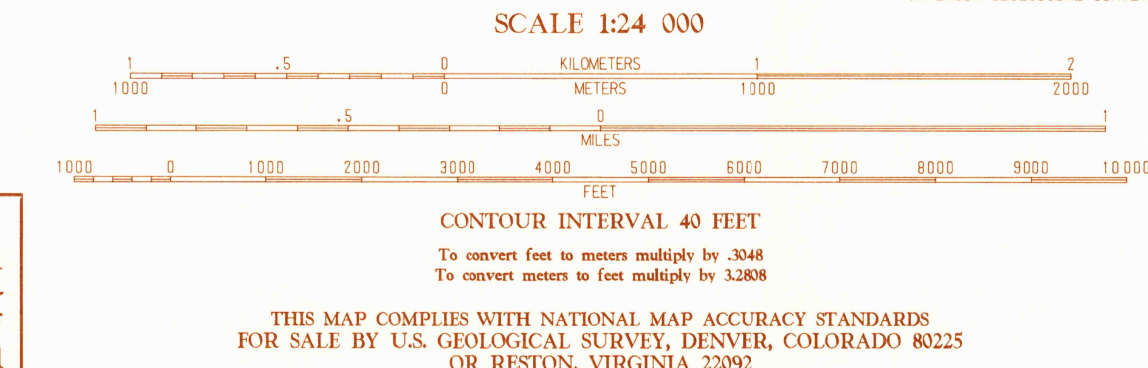 SCALE 1:24 000
1 .5 0 KILOMETERS 1 2
1000 0 METERS 1000 2000
1 .5 0 1
MILES
1000 0 1000 2000 3000 4000 5000 6000 7000 8000 9000 10 000
FEET
CONTOUR INTERVAL 40 FEET
To convert feet to meters multiply by .3048
To convert meters to feet multiply by 3.2808
THIS MAP COMPLIES WITH NATIONAL MAP ACCURACY STANDARDS
FOR SALE BY U.S. GEOLOGICAL SURVEY, DENVER, COLORADO 80225
OR RESTON, VIRGINIA 22092